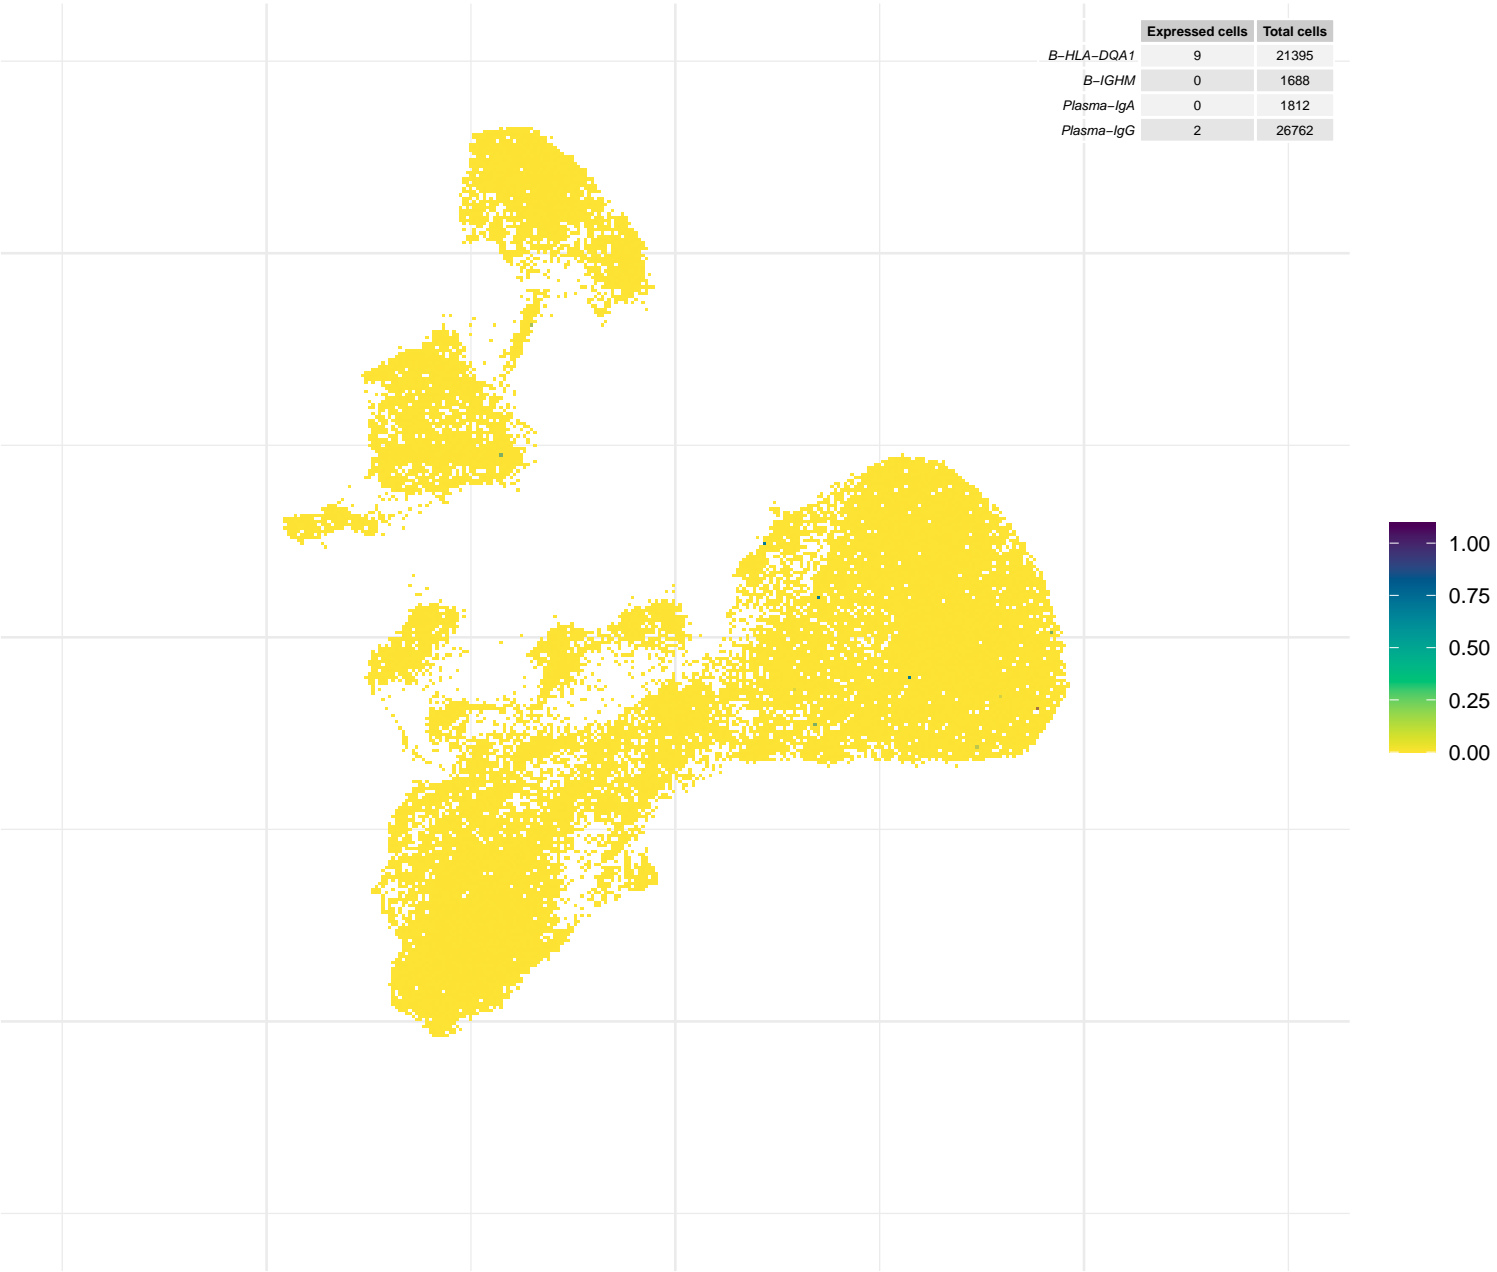 Expressed cells Total cells
B−HLA−DQA1 9 21395
B−IGHM 0 1688
Plasma−IgA 0 1812
Plasma−IgG 2 26762
1.00
0.75
0.50
0.25
0.00